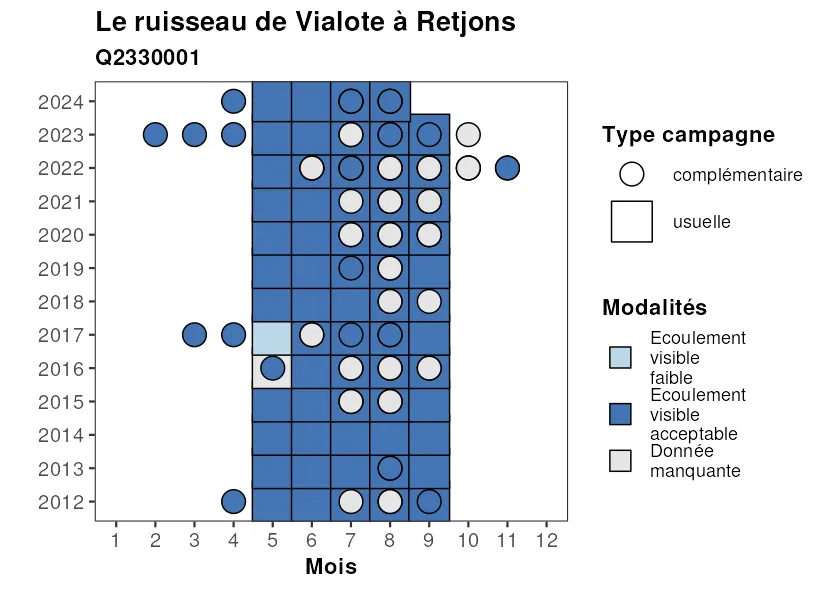 Le ruisseau de Vialote à Retjons
Q2330001
2024
2023
2022
2021
2020
2019
2018
2017
2016
2015
2014
2013
2012
1 2 3 4 5 6 7 8 9 10 11 12
Mois
Type campagne
complémentaire
usuelle
Modalités
Ecoulement
visible
faible
Ecoulement
visible
acceptable
Donnée
manquante